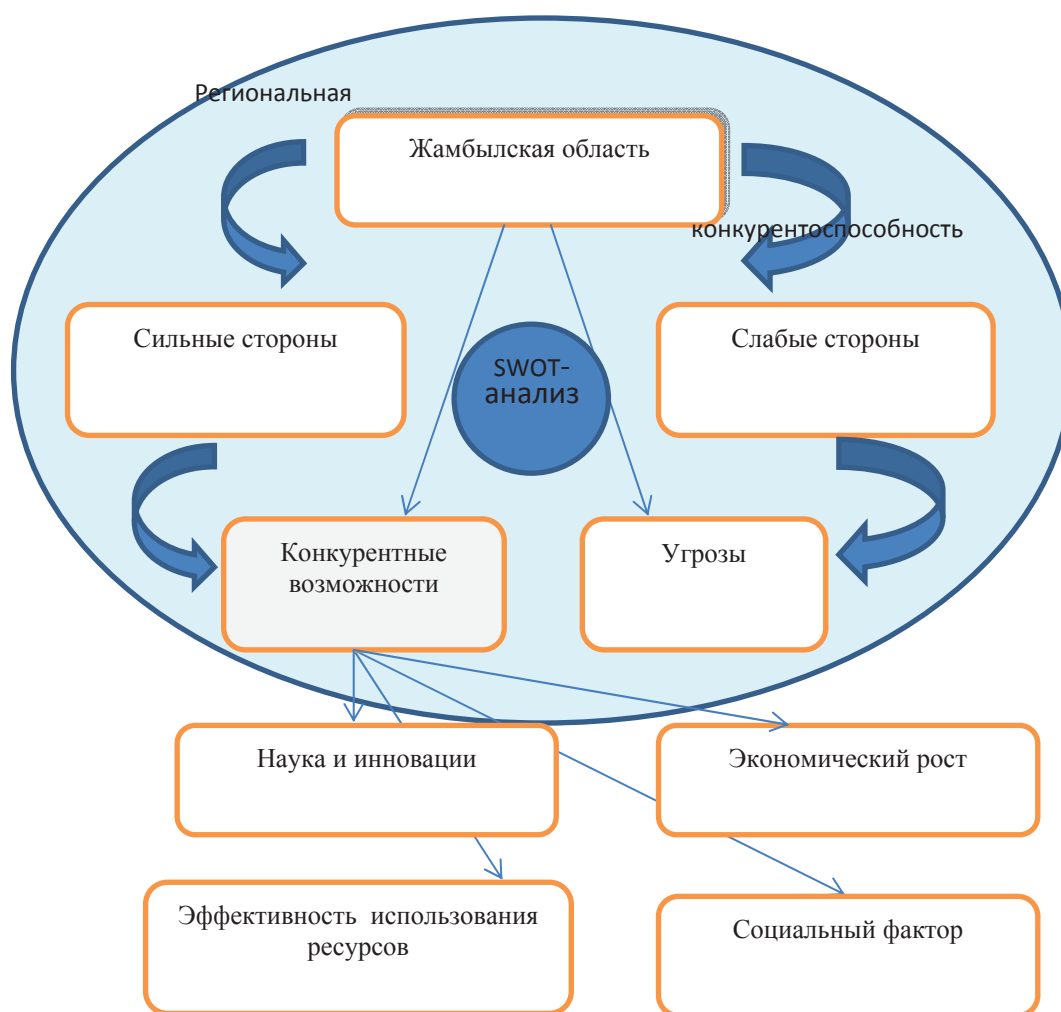 Региональная
Жамбылская область
конкурентоспособность
Сильные стороны
Слабые стороны
SWOT-
анализ
Конкурентные
возможности
Угрозы
Наука и инновации
Экономический рост
Эффективность использования
ресурсов
Социальный фактор